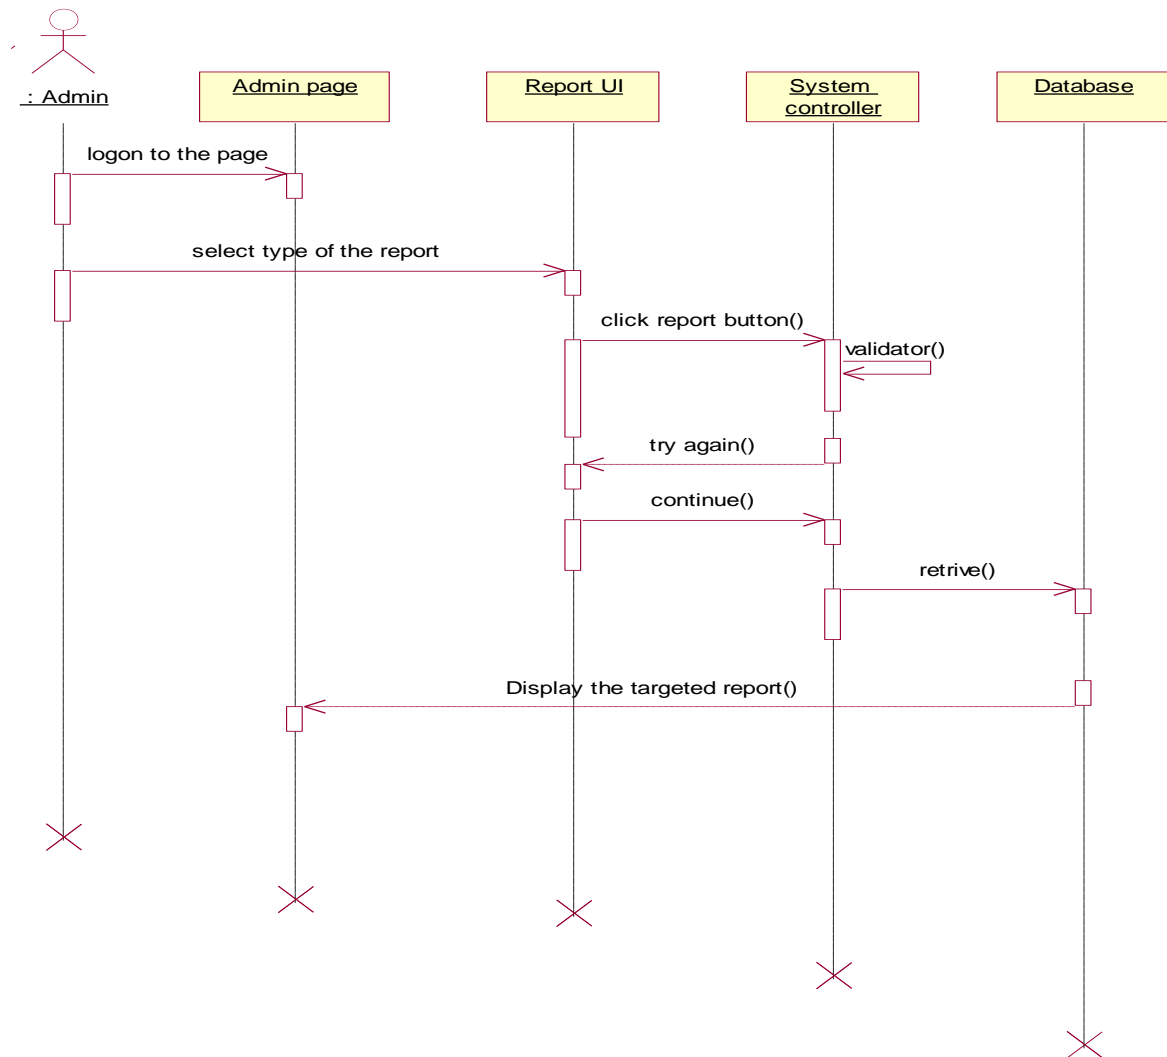 : Admin
Admin page
Report UI
System
controller
Database
logon to the page
select type of the report
click report button()
validator()
try again()
continue()
retrive()
Display the targeted report()